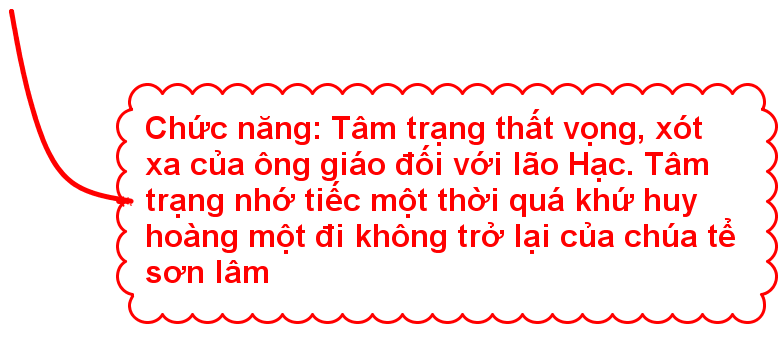 Chức năng: Tâm trạng thất vọng, xót
xa của ông giáo đối với lão Hạc. Tâm
trạng nhớ tiếc một thời quá khứ huy
hoàng một đi không trở lại của chúa tể
sơn lâm